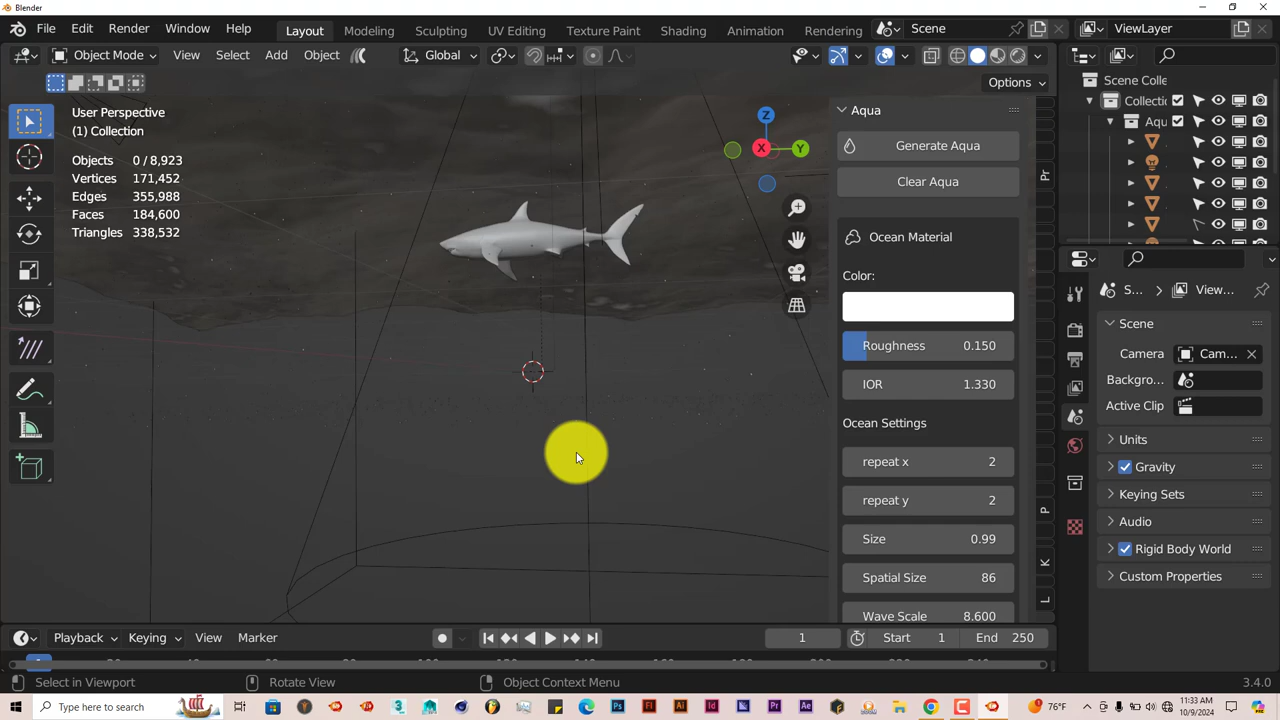 Blender
File Edit Render Window Help Layout Modeling Sculpting UV Editing Texture Paint Shading Animation Rendering Scene ViewLayer
Object Mode View Select Add Object Global
Options
User Perspective
(1) Collection
Objects 0 / 8,923
Vertices 171,452
Edges 355,988
Faces 184,600
Triangles 338,532
Z
X
Y
Aqua
Generate Aqua
Clear Aqua
Ocean Material
Color:
Roughness 0.150
IOR 1.330
Ocean Settings
repeat x 2
repeat y 2
Size 0.99
Spatial Size 86
Wave Scale 8.600
Pr
P
K
L
Scene Colle
Collecti
Aqu
S... > View...
Scene
Camera Cam...
Backgro...
Active Clip
Units
Gravity
Keying Sets
Audio
Rigid Body World
Custom Properties
Playback Keying View Marker 1 Start 1 End 250
Select in Viewport Rotate View Object Context Menu 3.4.0
Type here to search
76°F
11:33 AM
10/9/2024